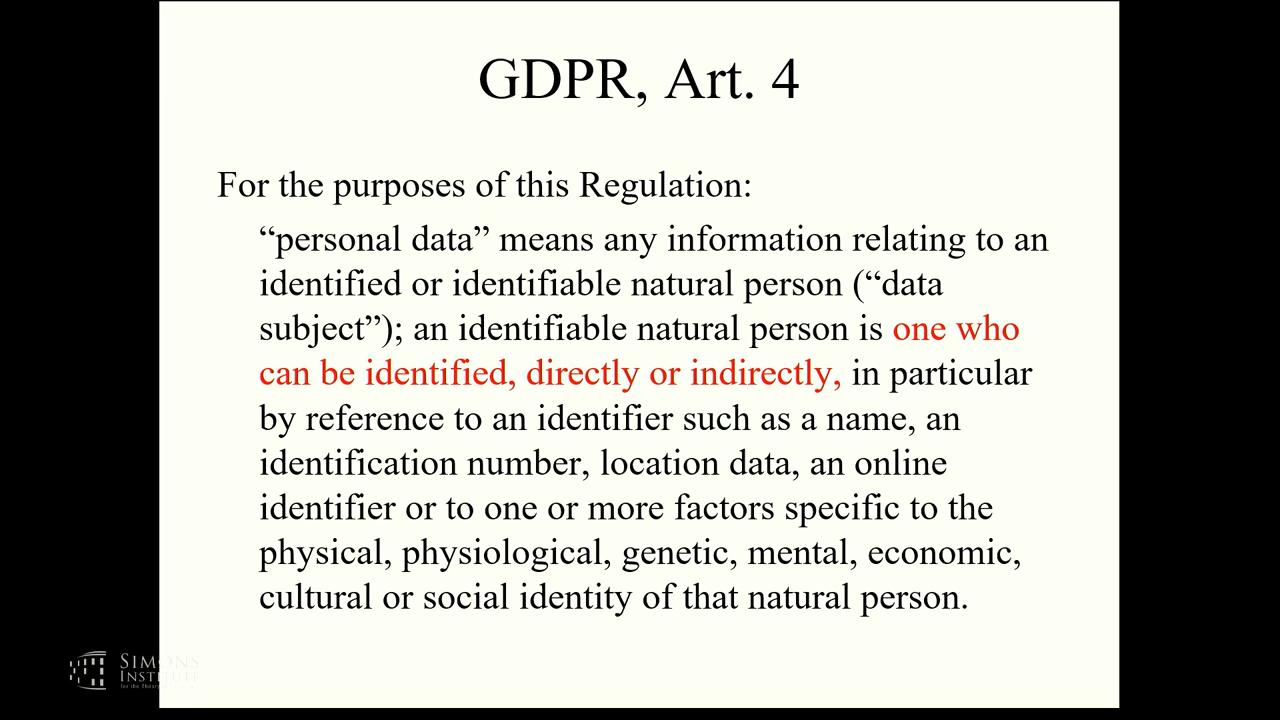 GDPR, Art. 4
For the purposes of this Regulation:
“personal data” means any information relating to an
identified or identifiable natural person (“data
subject”); an identifiable natural person is one who
can be identified, directly or indirectly, in particular
by reference to an identifier such as a name, an
identification number, location data, an online
identifier or to one or more factors specific to the
physical, physiological, genetic, mental, economic,
cultural or social identity of that natural person.
SIMONS
INSTITUTE
for the Theory